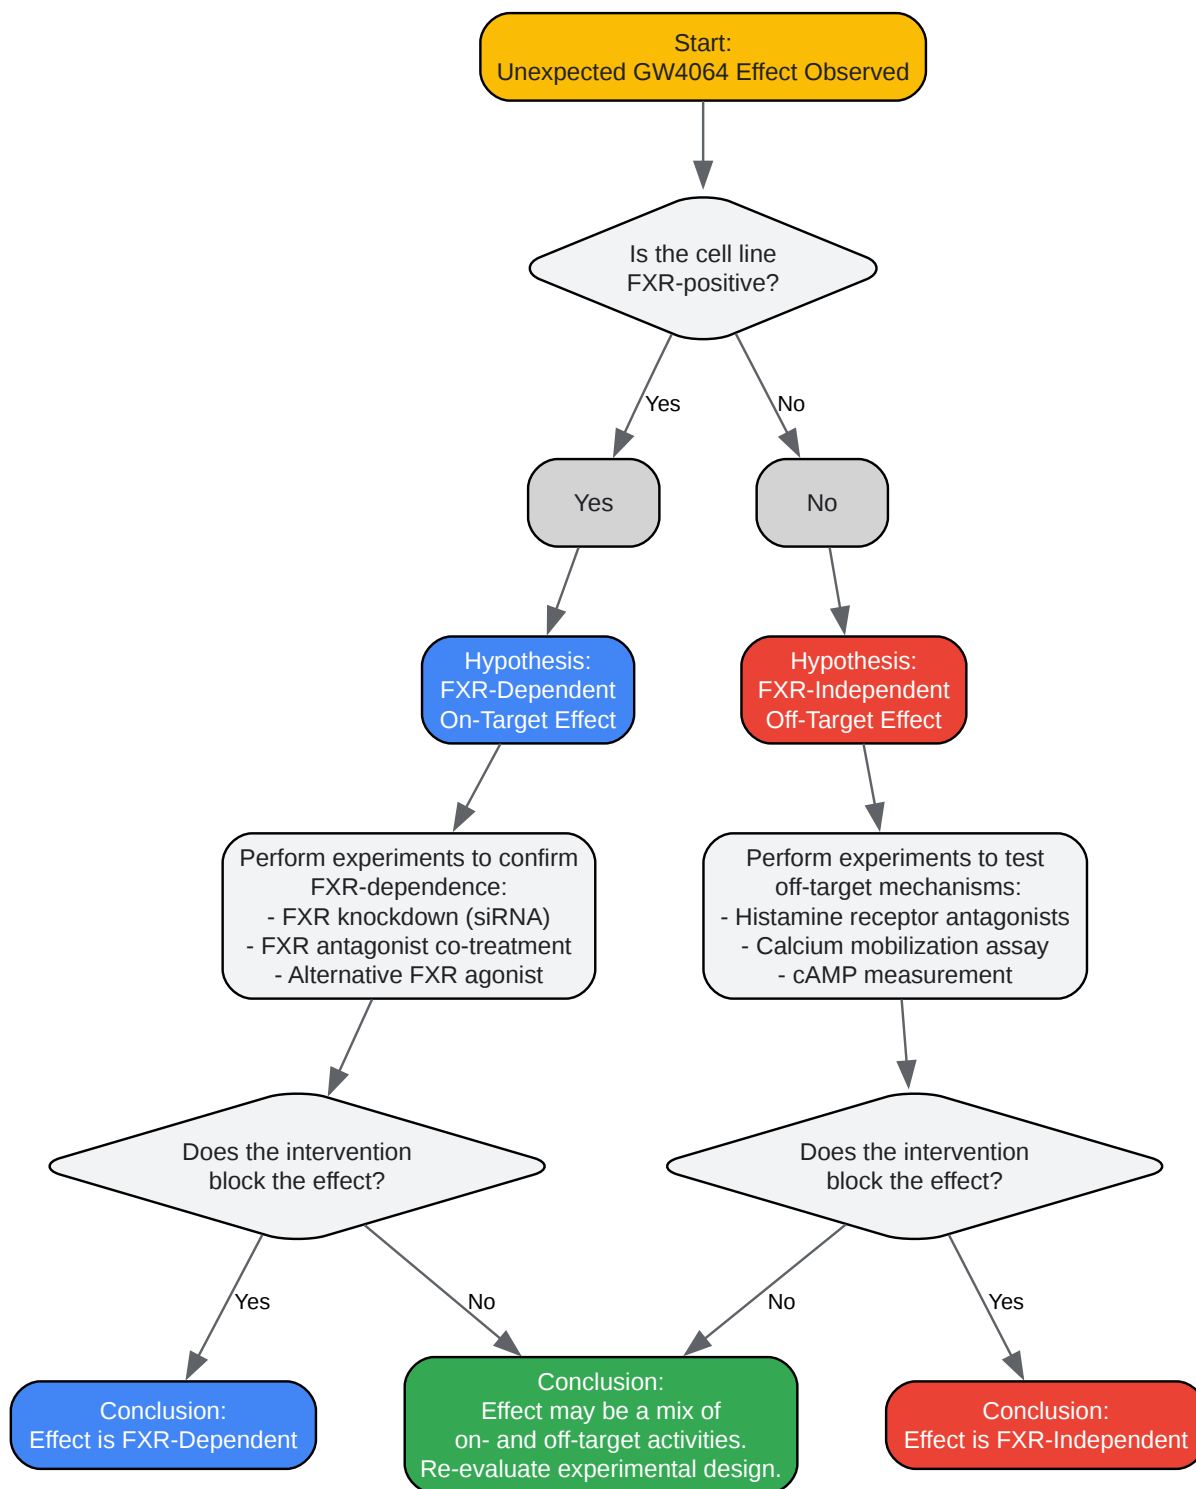 Start:
Unexpected GW4064 Effect Observed
Is the cell line
FXR-positive?
Yes
No
Yes
No
Hypothesis:
FXR-Dependent
On-Target Effect
Hypothesis:
FXR-Independent
Off-Target Effect
Perform experiments to confirm
FXR-dependence:
- FXR knockdown (siRNA)
- FXR antagonist co-treatment
- Alternative FXR agonist
Perform experiments to test
off-target mechanisms:
- Histamine receptor antagonists
- Calcium mobilization assay
- cAMP measurement
Does the intervention
block the effect?
Does the intervention
block the effect?
Yes
No
No
Yes
Conclusion:
Effect is FXR-Dependent
Conclusion:
Effect may be a mix of
on- and off-target activities.
Re-evaluate experimental design.
Conclusion:
Effect is FXR-Independent